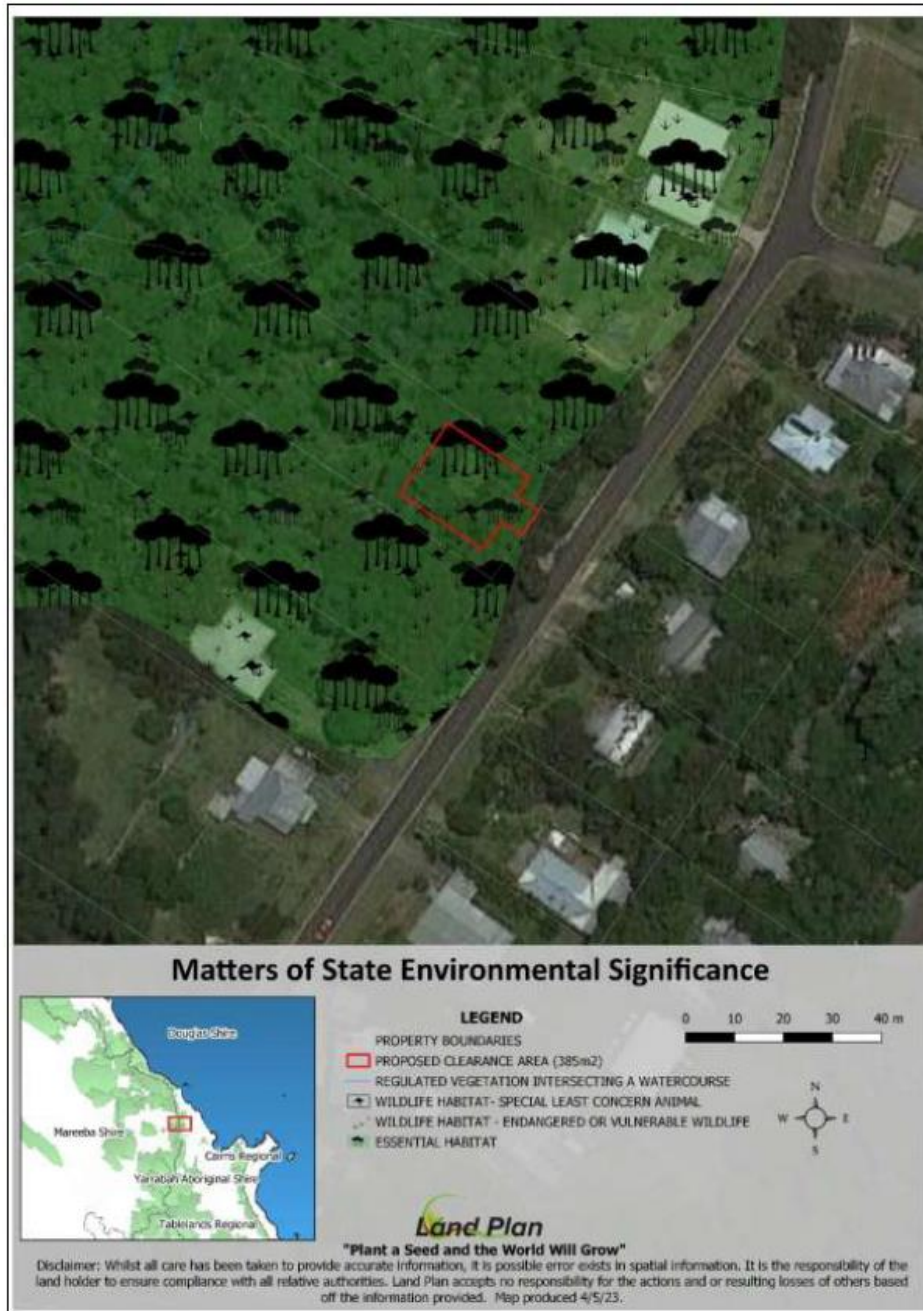 Matters of State Environmental Significance
Douglas Shire
Mareeba Shire
Cairns Regional
Yarrabah Aboriginal Shire
Tablelands Regional
LEGEND
PROPERTY BOUNDARIES
PROPOSED CLEARANCE AREA (385m2)
REGULATED VEGETATION INTERSECTING A WATERCOURSE
WILDLIFE HABITAT- SPECIAL LEAST CONCERN ANIMAL
WILDLIFE HABITAT - ENDANGERED OR VULNERABLE WILDLIFE
ESSENTIAL HABITAT
0 10 20 30 40 m
N
W E
S
Land Plan
"Plant a Seed and the World Will Grow"
Disclaimer: Whilst all care has been taken to provide accurate information, it is possible error exists in spatial information. It is the responsibility of the
land holder to ensure compliance with all relative authorities. Land Plan accepts no responsibility for the actions and or resulting losses of others based
off the information provided. Map produced 4/5/23.